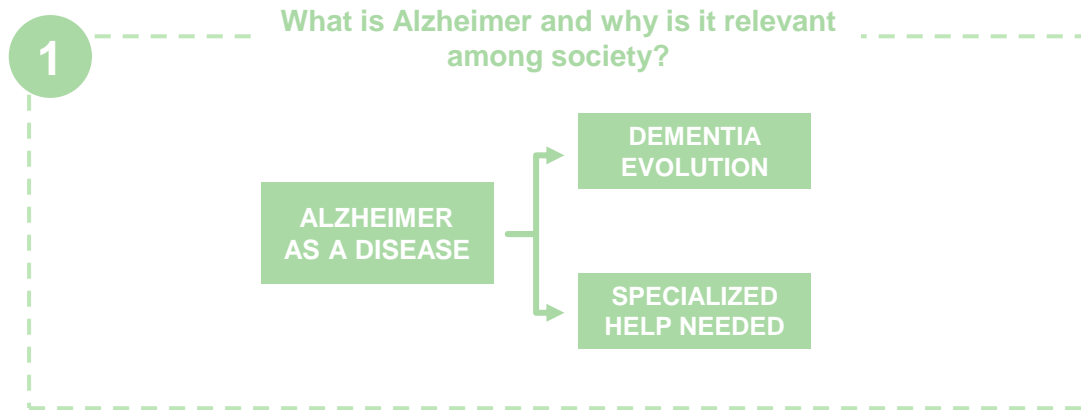 1
What is Alzheimer and why is it relevant
among society?
DEMENTIA
EVOLUTION
ALZHEIMER
AS A DISEASE
SPECIALIZED
HELP NEEDED